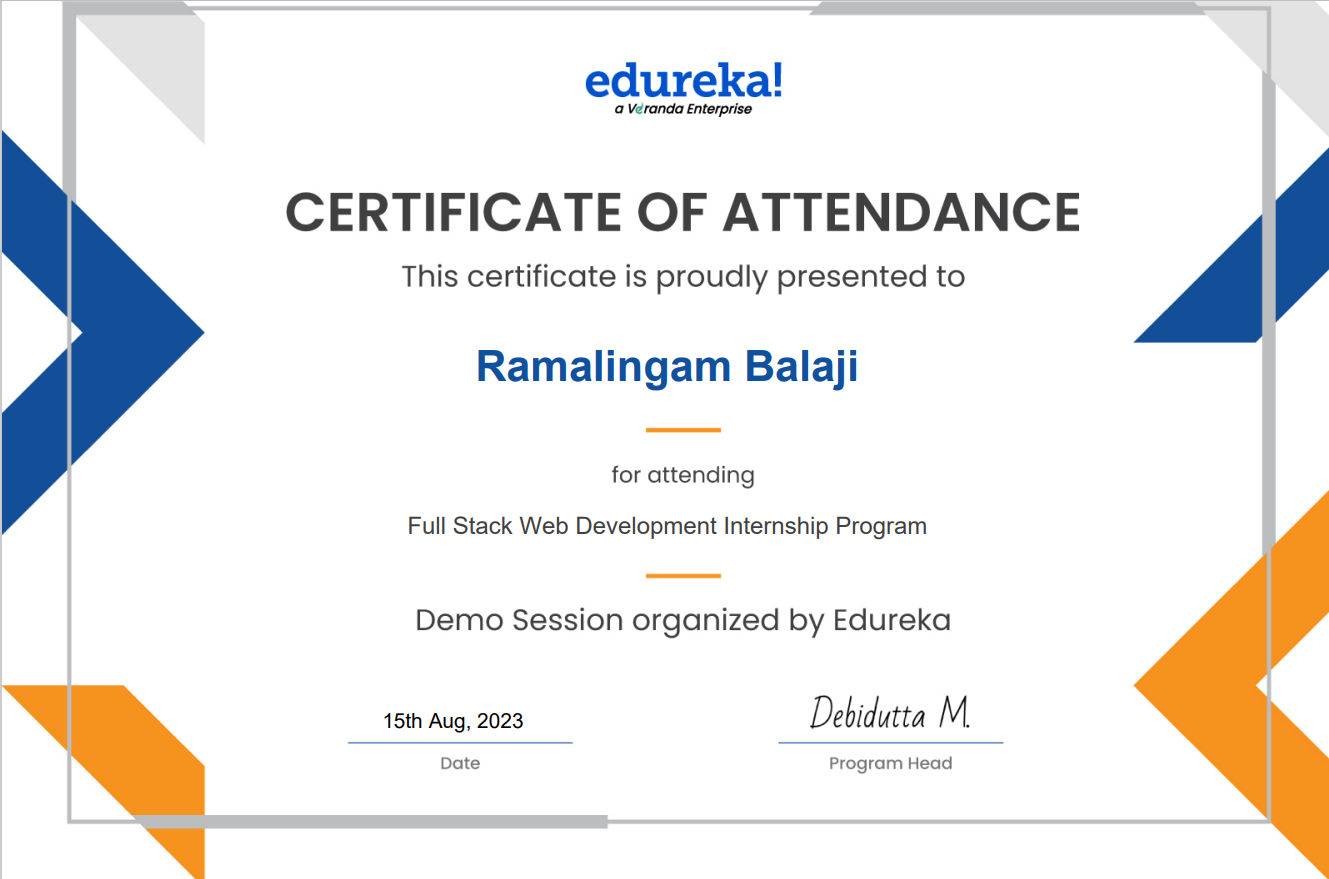 edureka!
a Veranda Enterprise
CERTIFICATE OF ATTENDANCE
This certificate is proudly presented to
Ramalingam Balaji
for attending
Full Stack Web Development Internship Program
Demo Session organized by Edureka
15th Aug, 2023
Debidutta M.
Date
Program Head